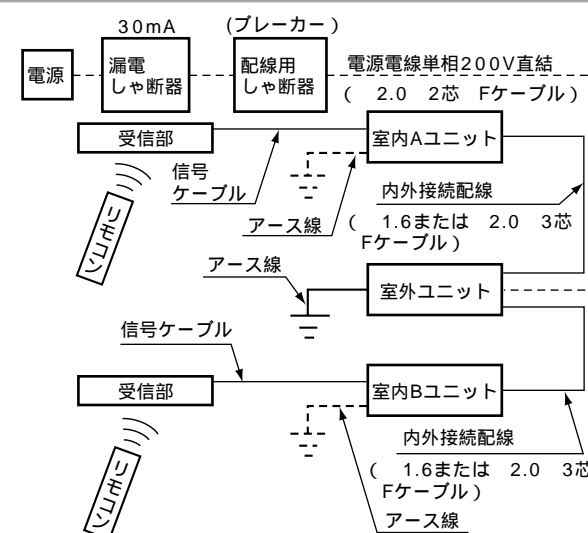 30mA
(ブレーカー)
電源
漏電
しゃ断器
配線用
しゃ断器
電源電線単相200V直結
( 2.0 2芯 Fケーブル)
受信部
信号
ケーブル
室内Aユニット
リモコン
アース線
内外接続配線
( 1.6または 2.0 3芯
Fケーブル)
アース線
室外ユニット
信号ケーブル
受信部
室内Bユニット
リモコン
内外接続配線
( 1.6または 2.0 3芯
Fケーブル)
アース線